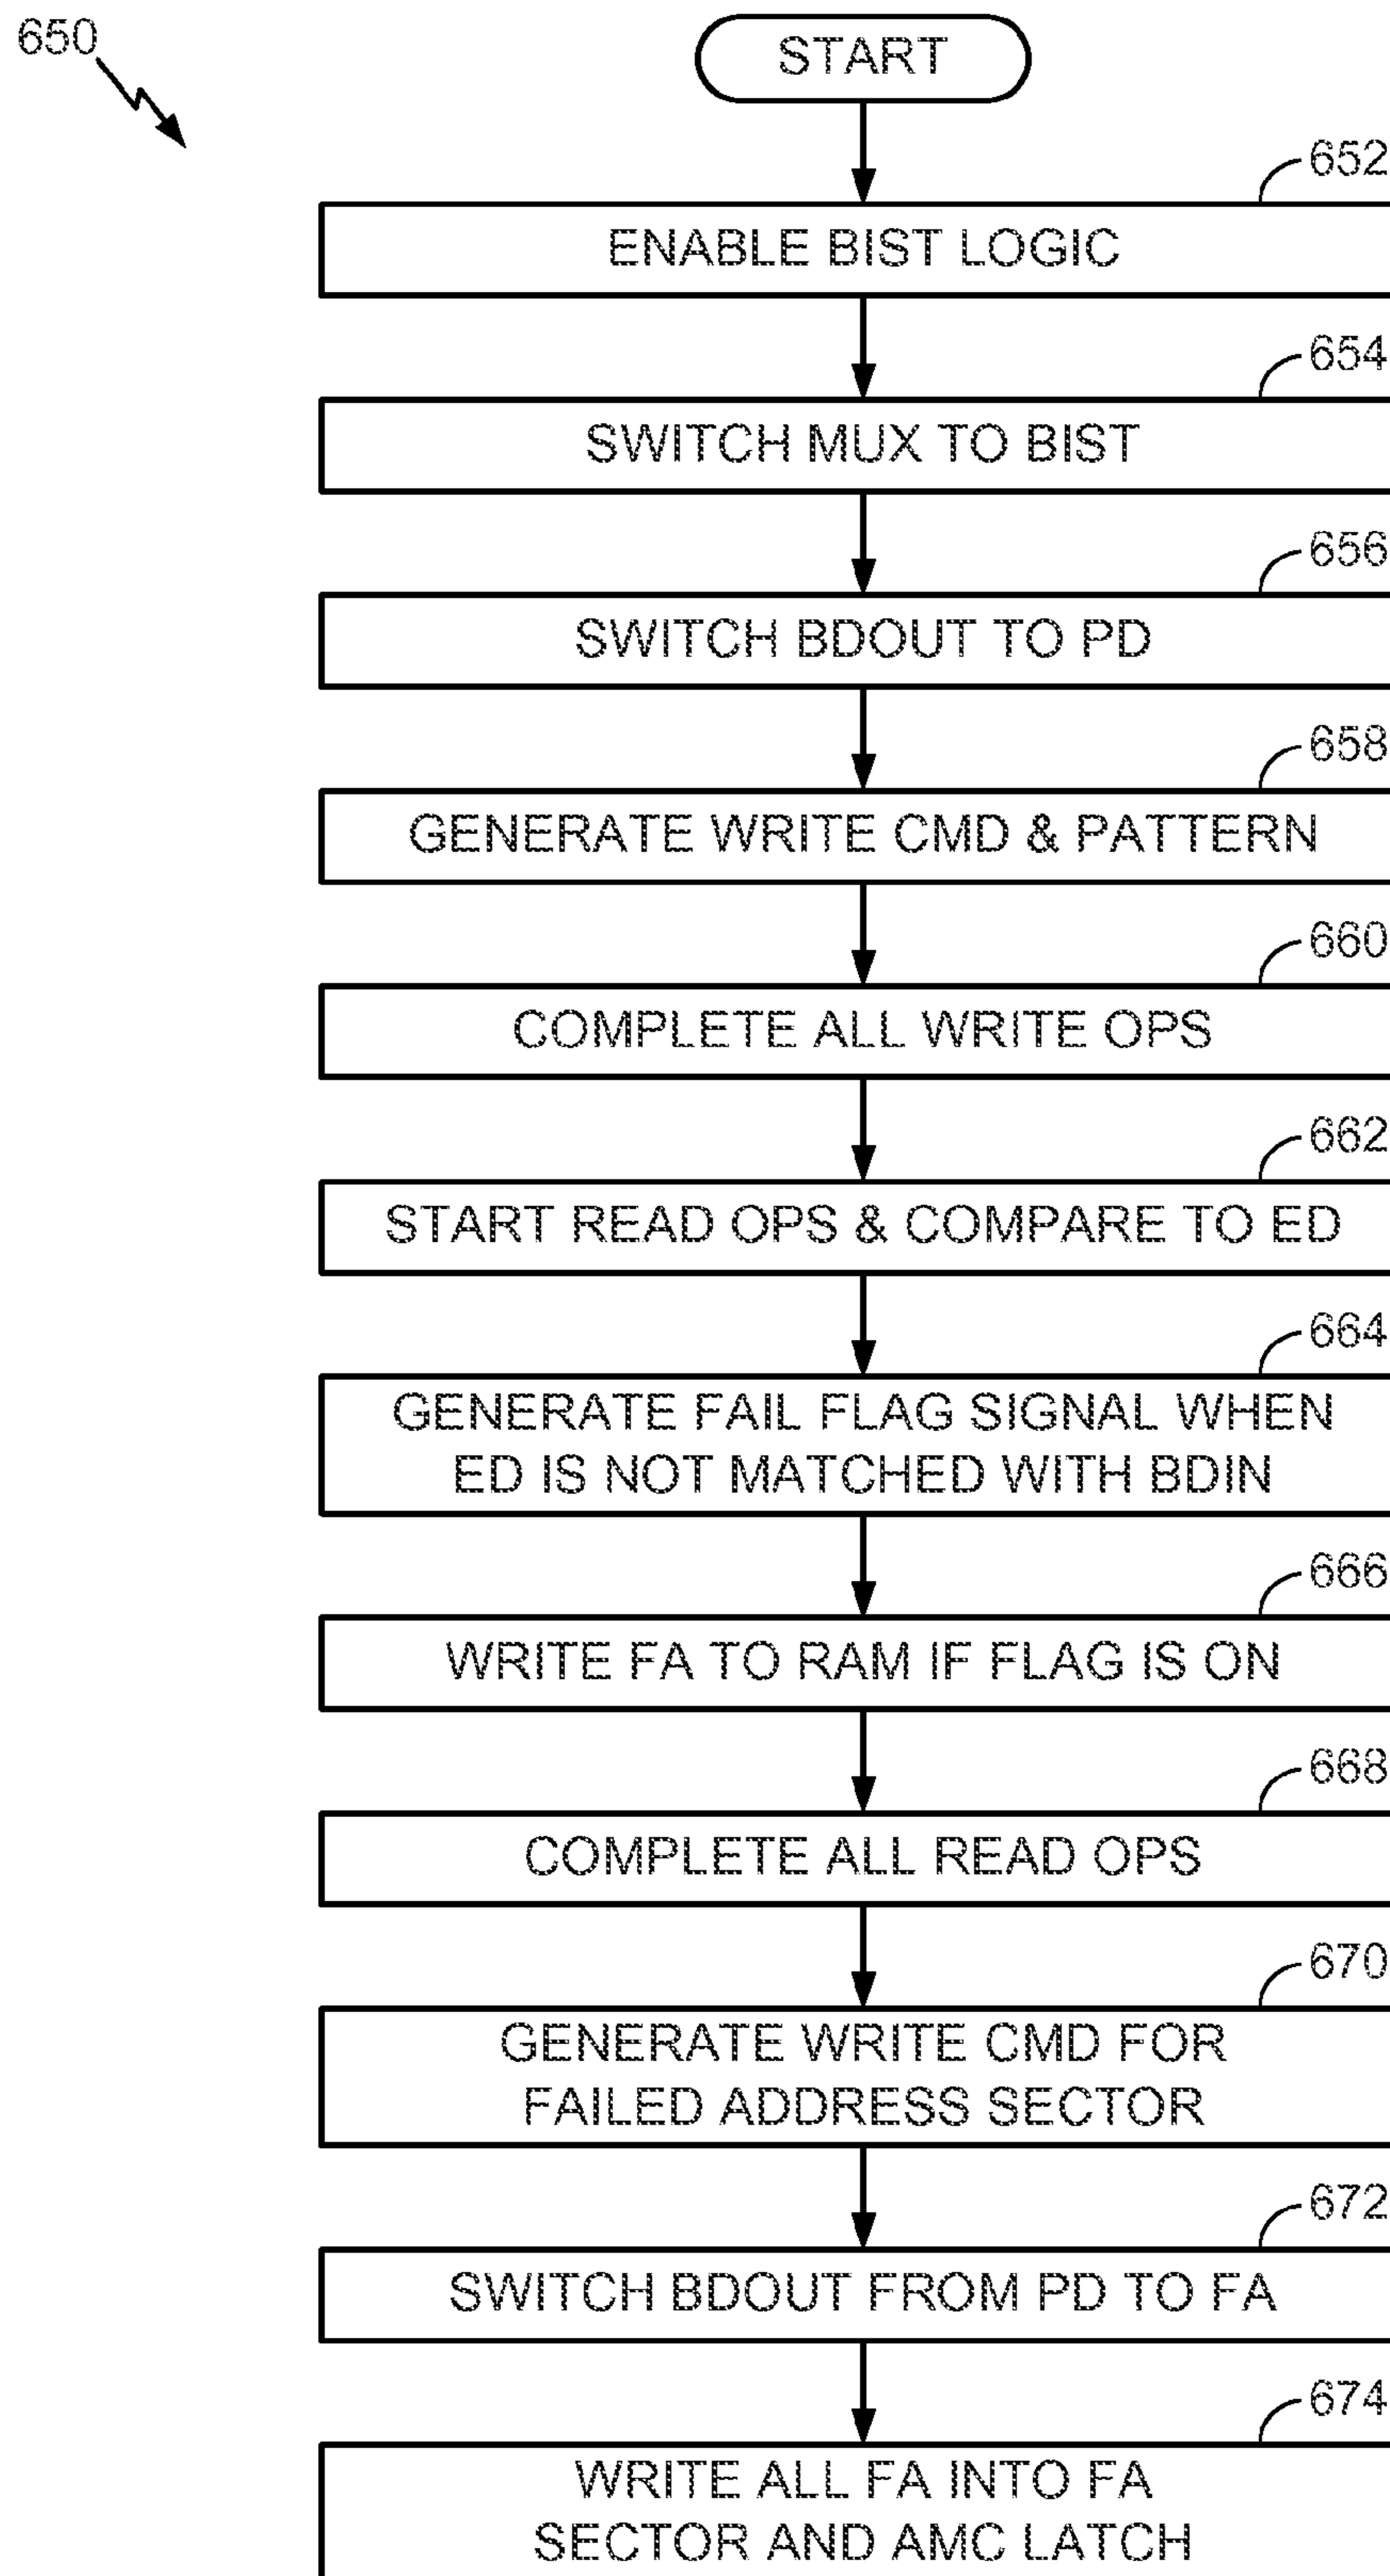 650
START
652
ENABLE BIST LOGIC
654
SWITCH MUX TO BIST
656
SWITCH BDOUT TO PD
658
GENERATE WRITE CMD & PATTERN
660
COMPLETE ALL WRITE OPS
662
START READ OPS & COMPARE TO ED
664
GENERATE FAIL FLAG SIGNAL WHEN
ED IS NOT MATCHED WITH BDIN
666
WRITE FA TO RAM IF FLAG IS ON
668
COMPLETE ALL READ OPS
670
GENERATE WRITE CMD FOR
FAILED ADDRESS SECTOR
672
SWITCH BDOUT FROM PD TO FA
674
WRITE ALL FA INTO FA
SECTOR AND AMC LATCH